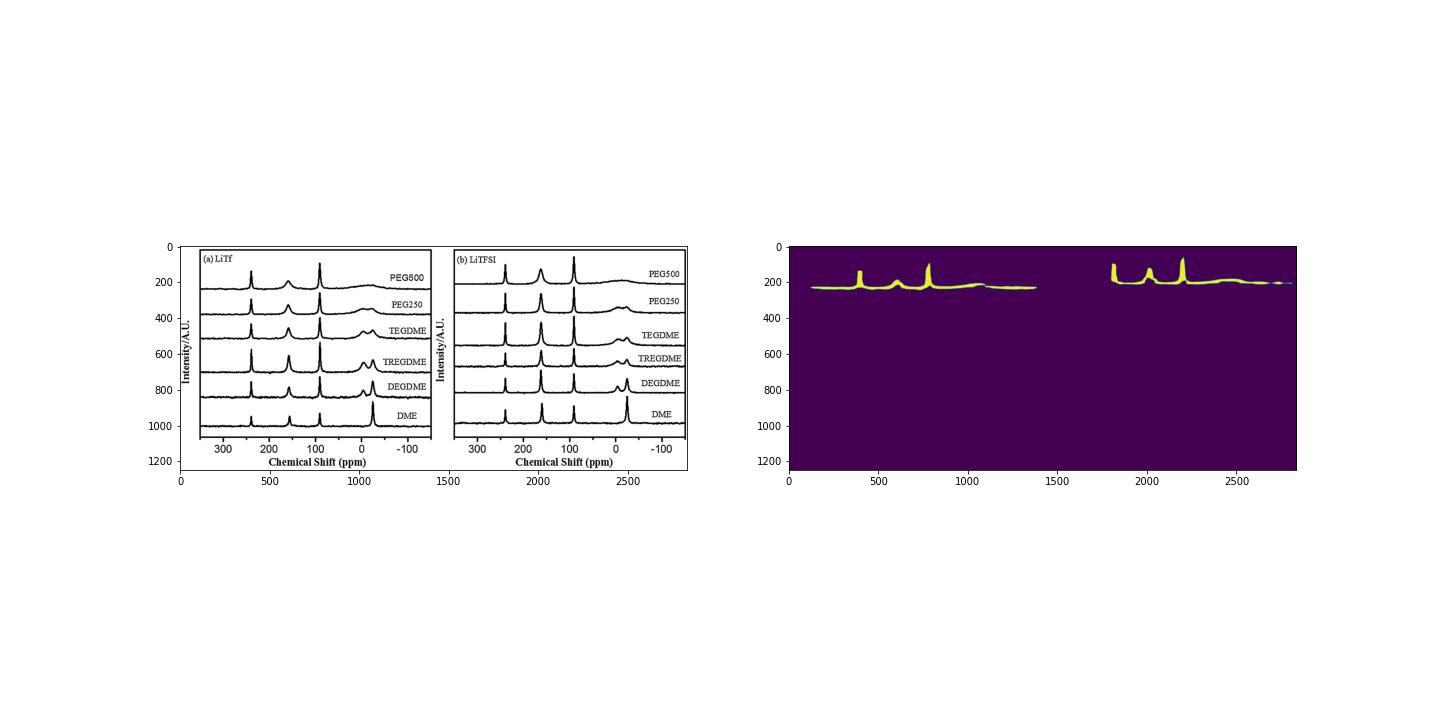 (a) LiTf
PEG500
PEG250
TEGDME
TREGDME
DEGDME
DME
Intensity/A.U.
300 200 100 0 -100
Chemical Shift (ppm)
(b) LiTFSI
PEG500
PEG250
TEGDME
TREGDME
DEGDME
DME
Intensity/A.U.
300 200 100 0 -100
Chemical Shift (ppm)
0
200
400
600
800
1000
1200
0 500 1000 1500 2000 2500
0
200
400
600
800
1000
1200
0 500 1000 1500 2000 2500